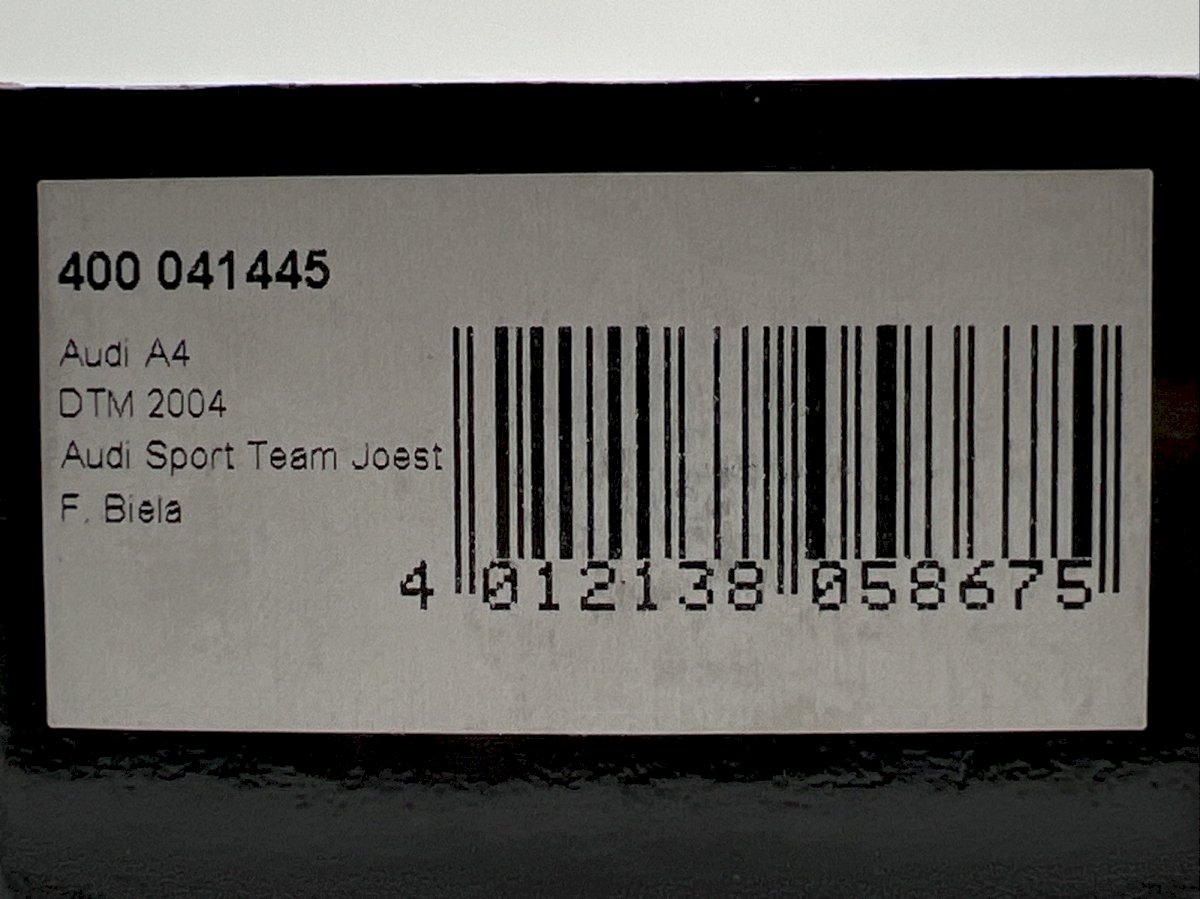 400 041445
Audi A4
DTM 2004
Audi Sport Team Joest
F. Biela
4 012138 058675